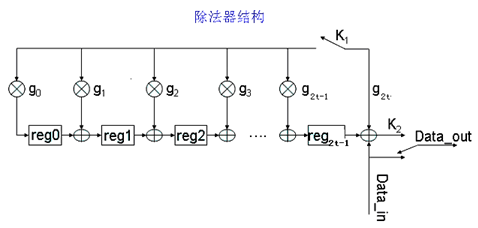 除法器结构
K1
g0 g1 g2 g3 g2t-1 g2t
reg0 reg1 reg2 .... reg2t-1 K2 Data_out
Data_in